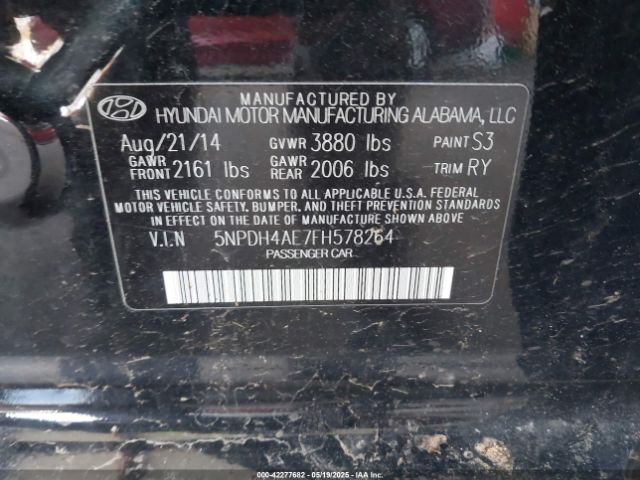 MANUFACTURED BY
HYUNDAI MOTOR MANUFACTURING ALABAMA, LLC
Aug/21/14 GVWR 3880 lbs PAINT S3
GAWR FRONT 2161 lbs GAWR REAR 2006 lbs TRIM RY
THIS VEHICLE CONFORMS TO ALL APPLICABLE U.S.A. FEDERAL
MOTOR VEHICLE SAFETY, BUMPER, AND THEFT PREVENTION
STANDARDS IN EFFECT ON THE DATE OF MANUFACTURE SHOWN ABOVE
V.I.N 5NPDH4AE7FH578264
PASSENGER CAR
000-42277682 - 05/19/2025 - IAA Inc.